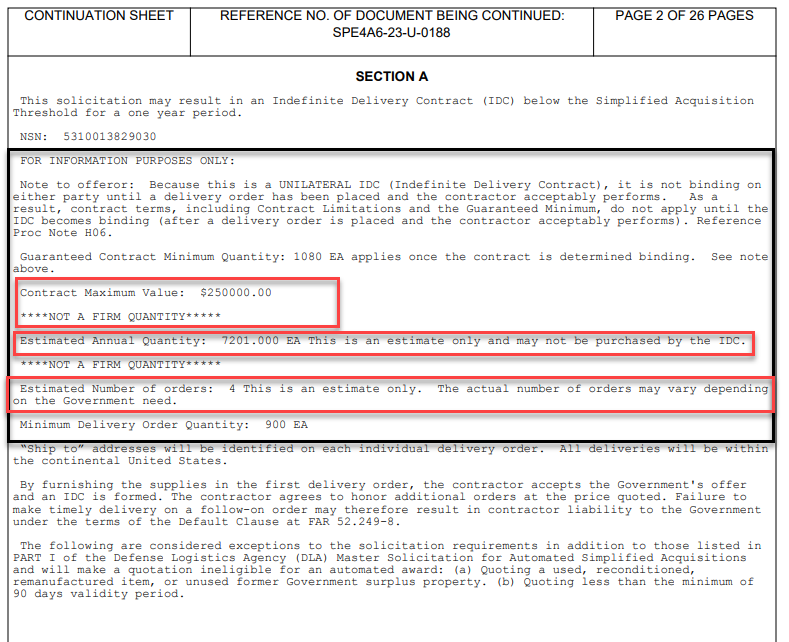 CONTINUATION SHEET
REFERENCE NO. OF DOCUMENT BEING CONTINUED:
PAGE 2 OF 26 PAGES
SPE4A6-23-U-0188
SECTION A
This solicitation may result in an Indefinite Delivery Contract (IDC) below the Simplified Acquisition
Threshold for a one year period.
NSN:  5310013829030
FOR INFORMATION PURPOSES ONLY:
Note to offeror:  Because this is a UNILATERAL IDC (Indefinite Delivery Contract), it is not binding on
either party until a delivery order has been placed and the contractor acceptably performs.   As a
result, contract terms, including Contract Limitations and the Guaranteed Minimum, do not apply until the
IDC becomes binding (after a delivery order is placed and the contractor acceptably performs). Reference
Proc Note H06.
Guaranteed Contract Minimum Quantity: 1080 EA applies once the contract is determined binding.  See note
above.
Contract Maximum Value:  $250000.00
****NOT A FIRM QUANTITY*****
Estimated Annual Quantity:  7201.000 EA This is an estimate only and may not be purchased by the IDC.
****NOT A FIRM QUANTITY*****
Estimated Number of orders:  4 This is an estimate only.  The actual number of orders may vary depending
on the Government need.
Minimum Delivery Order Quantity:  900 EA
"Ship to" addresses will be identified on each individual delivery order.  All deliveries will be within
the continental United States.
By furnishing the supplies in the first delivery order, the contractor accepts the Government's offer
and an IDC is formed. The contractor agrees to honor additional orders at the price quoted. Failure to
make timely delivery on a follow-on order may therefore result in contractor liability to the Government
under the terms of the Default Clause at FAR 52.249-8.
The following are considered exceptions to the solicitation requirements in addition to those listed in
PART I of the Defense Logistics Agency (DLA) Master Solicitation for Automated Simplified Acquisitions
and will make a quotation ineligible for an automated award: (a) Quoting a used, reconditioned,
remanufactured item, or unused former Government surplus property. (b) Quoting less than the minimum of
90 days validity period.